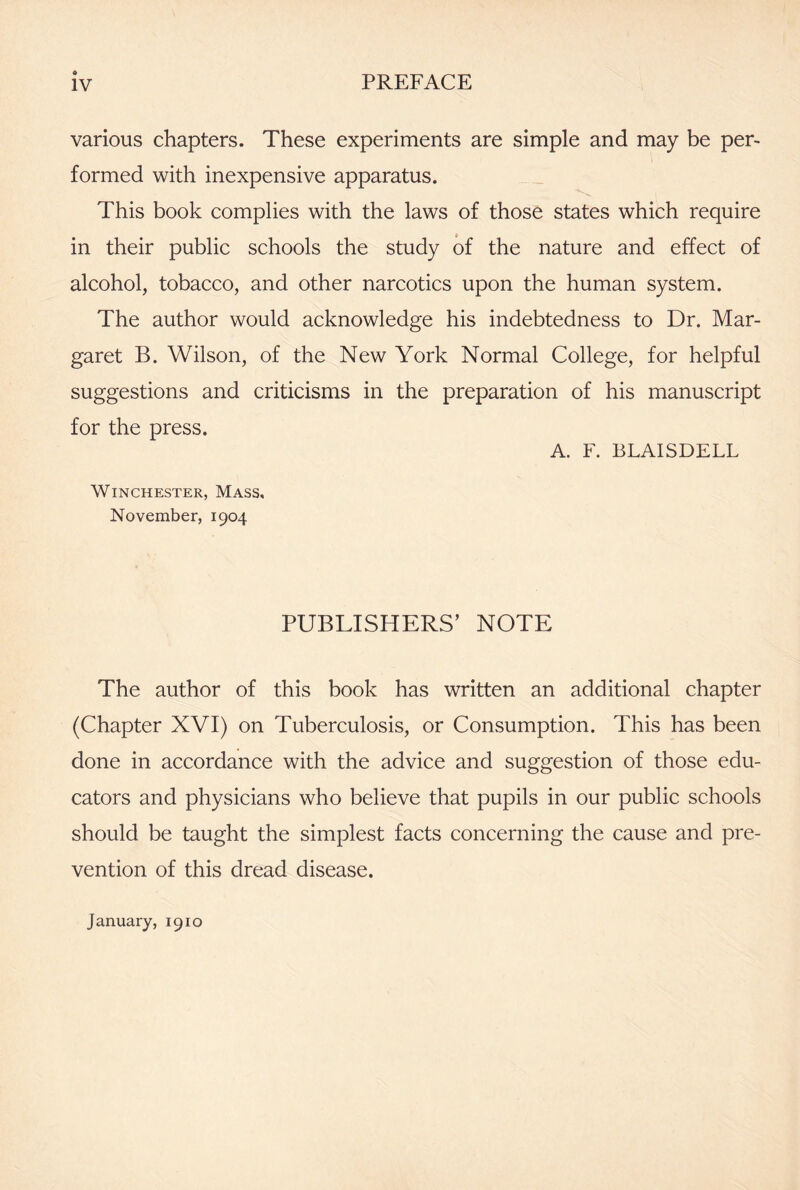 iv PREFACE
various chapters. These experiments are simple and may be per-
formed with inexpensive apparatus.
This book complies with the laws of those states which require
in their public schools the study of the nature and effect of
alcohol, tobacco, and other narcotics upon the human system.
The author would acknowledge his indebtedness to Dr. Mar-
garet B. Wilson, of the New York Normal College, for helpful
suggestions and criticisms in the preparation of his manuscript
for the press.
A. F. BLAISDELL
Winchester, Mass.
November, 1904
PUBLISHERS' NOTE
The author of this book has written an additional chapter
(Chapter XVI) on Tuberculosis, or Consumption. This has been
done in accordance with the advice and suggestion of those edu-
cators and physicians who believe that pupils in our public schools
should be taught the simplest facts concerning the cause and pre-
vention of this dread disease.
January, 1910